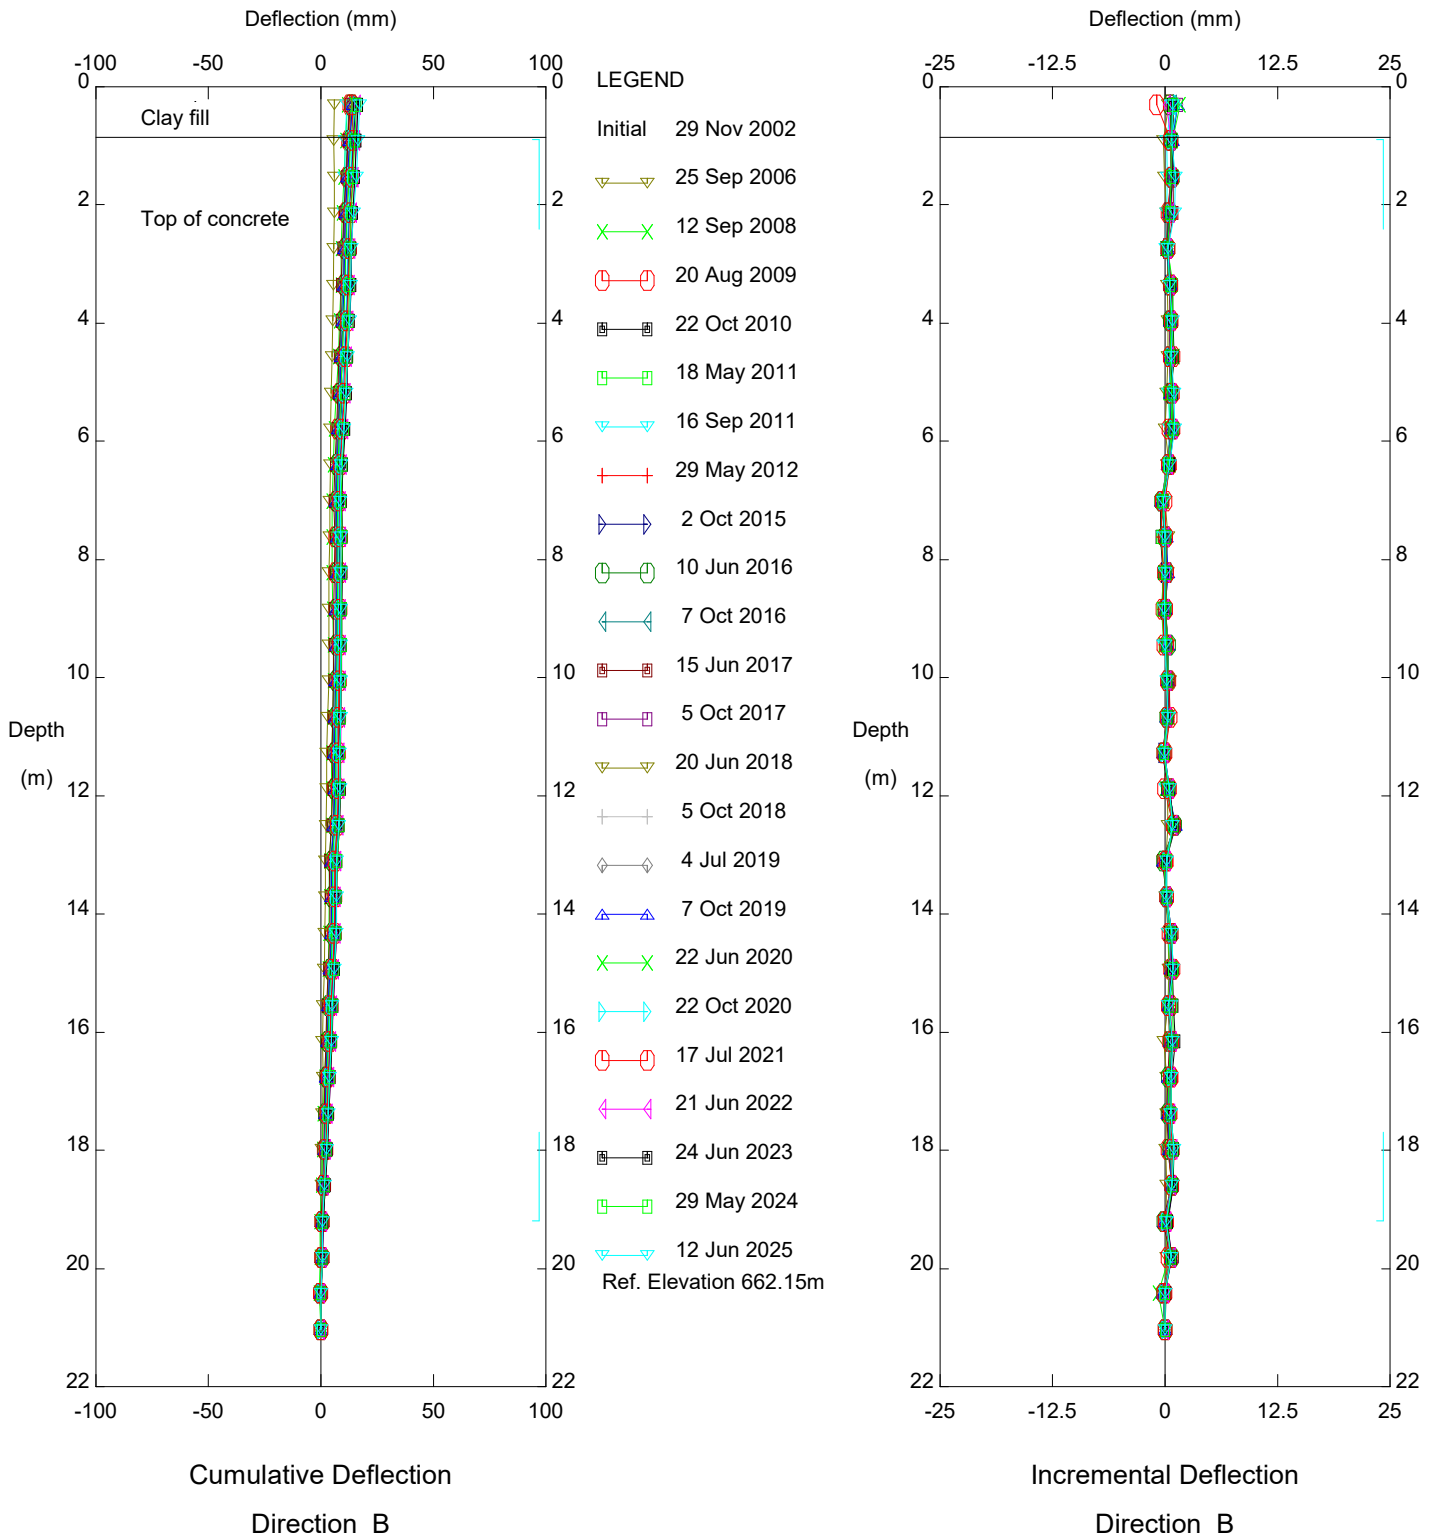 Deflection (mm)
-100 -50 0 50 100
0 0
Clay fill
Top of concrete
2 2
4 4
6 6
8 8
10 10
Depth
(m)
12 12
14 14
16 16
18 18
20 20
22 22
-100 -50 0 50 100
Cumulative Deflection
Direction B
LEGEND
Initial 29 Nov 2002
25 Sep 2006
12 Sep 2008
20 Aug 2009
22 Oct 2010
18 May 2011
16 Sep 2011
29 May 2012
2 Oct 2015
10 Jun 2016
7 Oct 2016
15 Jun 2017
5 Oct 2017
20 Jun 2018
5 Oct 2018
4 Jul 2019
7 Oct 2019
22 Jun 2020
22 Oct 2020
17 Jul 2021
21 Jun 2022
24 Jun 2023
29 May 2024
12 Jun 2025
Ref. Elevation 662.15m
Deflection (mm)
-25 -12.5 0 12.5 25
0 0
2 2
4 4
6 6
8 8
10 10
Depth
(m)
12 12
14 14
16 16
18 18
20 20
22 22
-25 -12.5 0 12.5 25
Incremental Deflection
Direction B